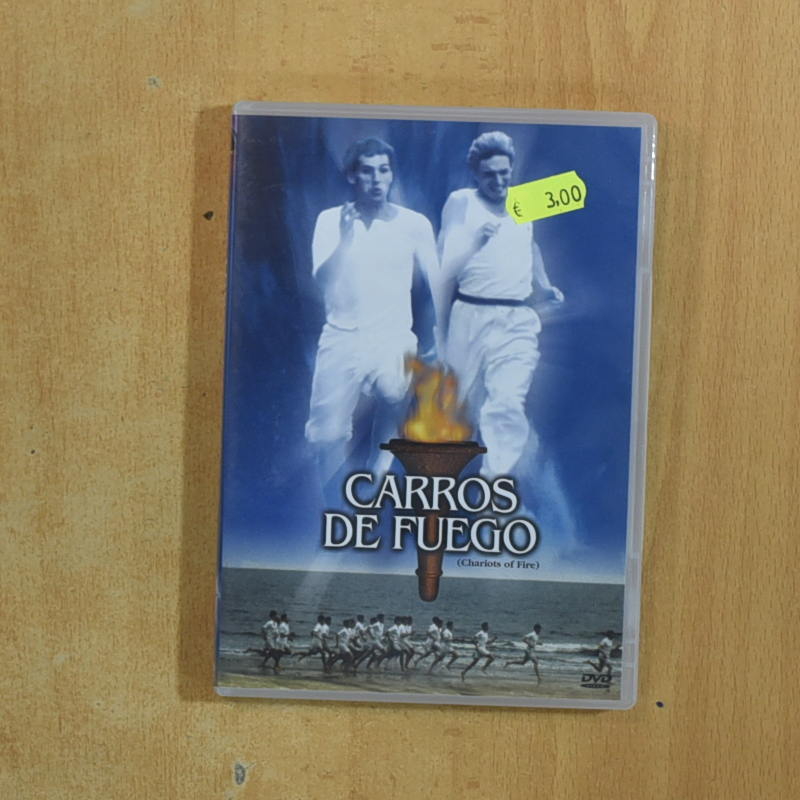 € 3,00
CARROS
DE FUEGO
(Chariots of Fire)
DVD